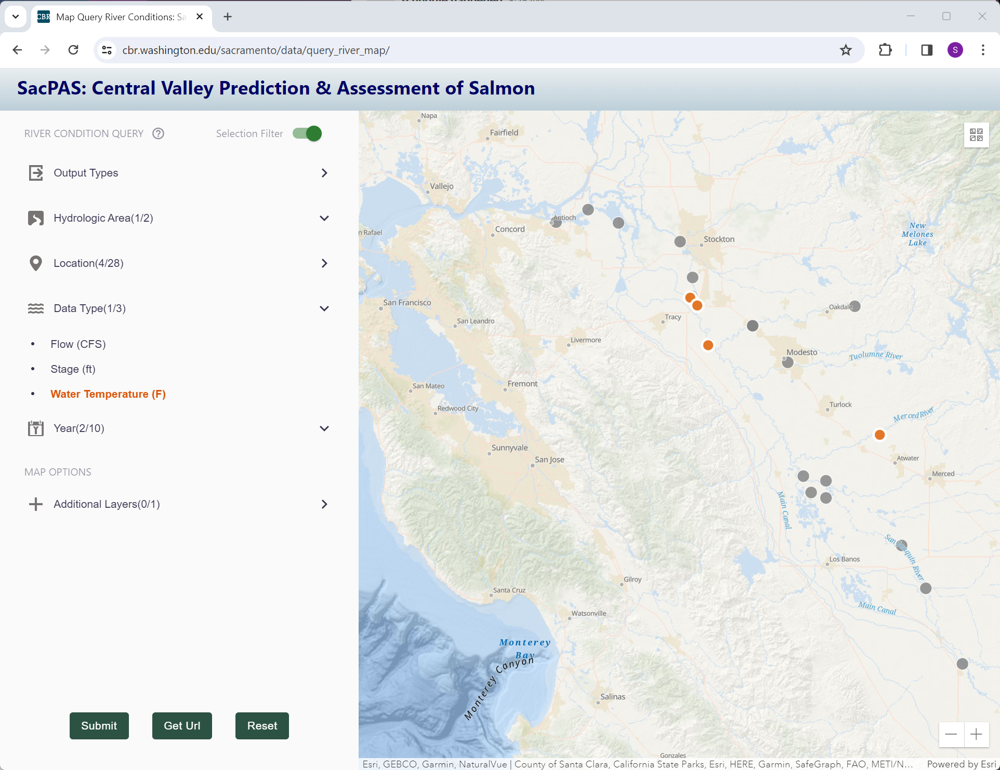 Map Query River Conditions: Sa
cbr.washington.edu/sacramento/data/query_river_map/
S
SacPAS: Central Valley Prediction & Assessment of Salmon
RIVER CONDITION QUERY
Selection Filter
Output Types
Hydrologic Area(1/2)
Location(4/28)
Data Type(1/3)
• Flow (CFS)
• Stage (ft)
• Water Temperature (F)
Year(2/10)
MAP OPTIONS
Additional Layers(0/1)
Submit
Get Url
Reset
Napa
Fairfield
Vallejo
Antioch
Concord
n Rafael
Stockton
New
Melones
Lake
San Francisco
San Leandro
Tracy
Oakdale
Livermore
Modesto
Tuolumne River
San Mateo
Fremont
Redwood City
Turlock
Merced River
Sunnyvale
San Jose
Atwater
Merced
Main Canal
San Joaquin River
Los Banos
Gilroy
Santa Cruz
Main Canal
Watsonville
Monterey
Bay
Monterey Canyon
Salinas
Gonzales
Esri, GEBCO, Garmin, NaturalVue | County of Santa Clara, California State Parks, Esri, HERE, Garmin, SafeGraph, FAO, METI/N...
Powered by Esri